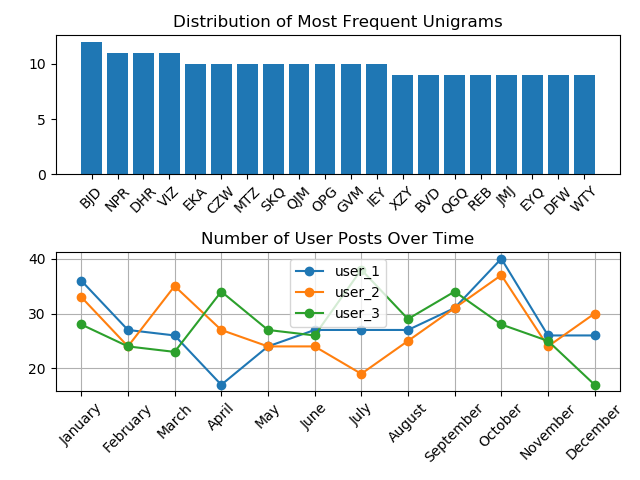 Distribution of Most Frequent Unigrams
10
5
0
BJD NPR DHR VIZ EKA CZW MTZ SKQ QJM OPG GVM IEY XZY BVD QGQ REB JMJ EYQ DFW WTY
Number of User Posts Over Time
40
30
20
user_1
user_2
user_3
January February March April May June July August September October November December